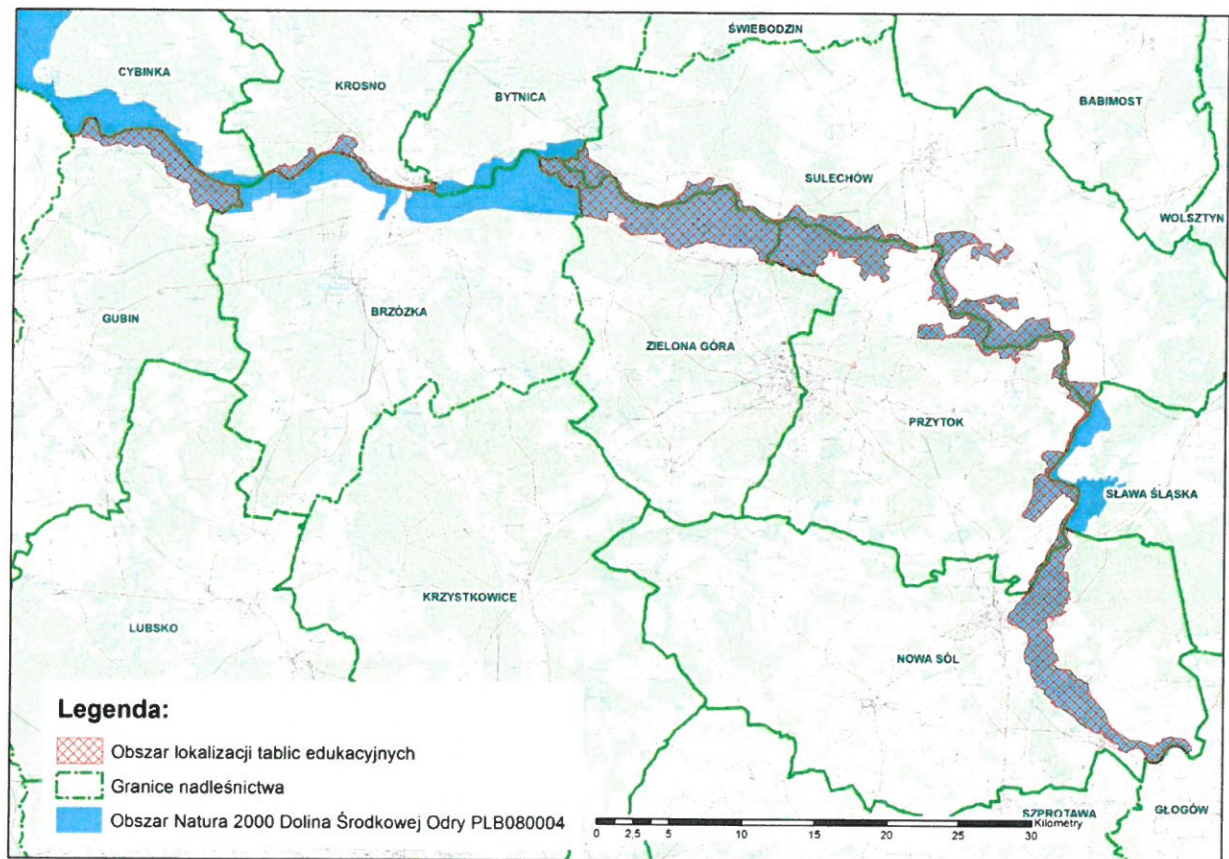 ŚWIEBODZIN
CYBINKA
KROSNO
BYTNICA
BABIMOST
SULECHÓW
WOLSZTYN
GUBIN
BRZÓZKA
ZIELONA GÓRA
PRZYTOK
SŁAWA ŚLĄSKA
KRZYSTKOWICE
LUBSKO
NOWA SÓL
Legenda:
Obszar lokalizacji tablic edukacyjnych
Granice nadleśnictwa
Obszar Natura 2000 Dolina Środkowej Odry PLB080004
SZPROTAWA
GŁOGÓW
Kilometry
0 2,5 5 10 15 20 25 30